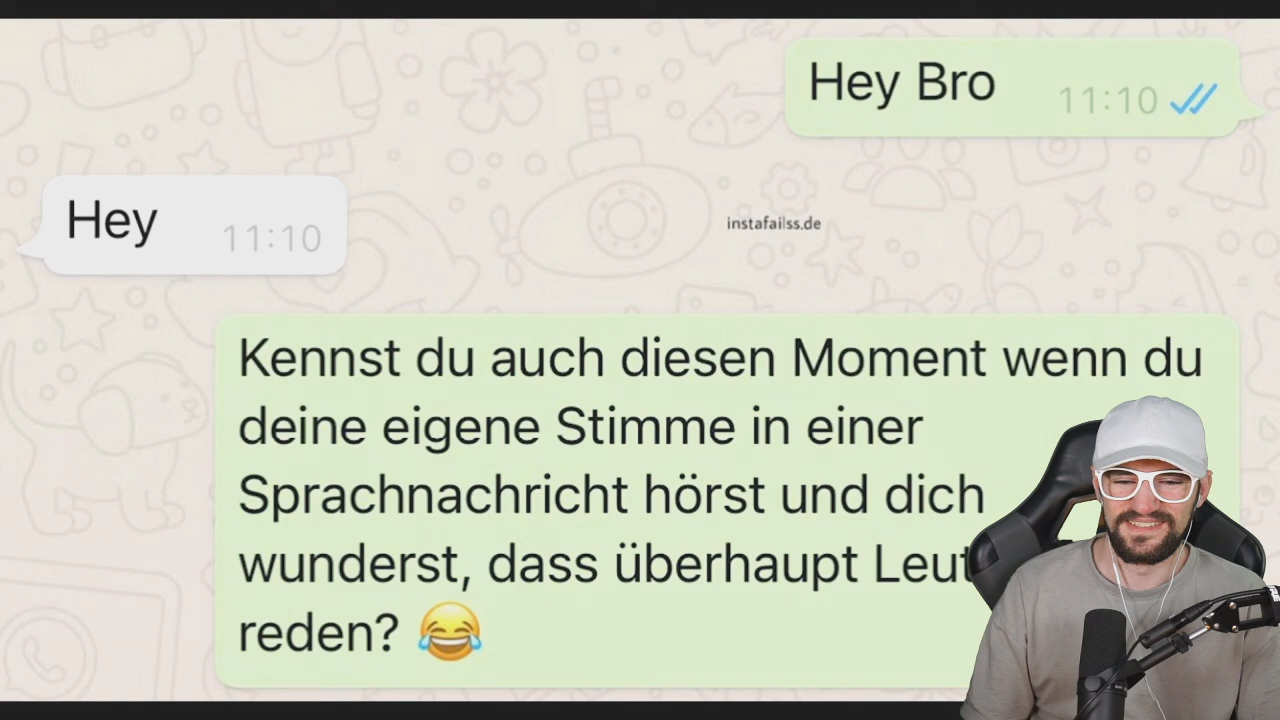 Hey Bro
11:10
Hey
11:10
instafailss.de
Kennst du auch diesen Moment wenn du
deine eigene Stimme in einer
Sprachnachricht hörst und dich
wunderst, dass überhaupt
reden? 😂